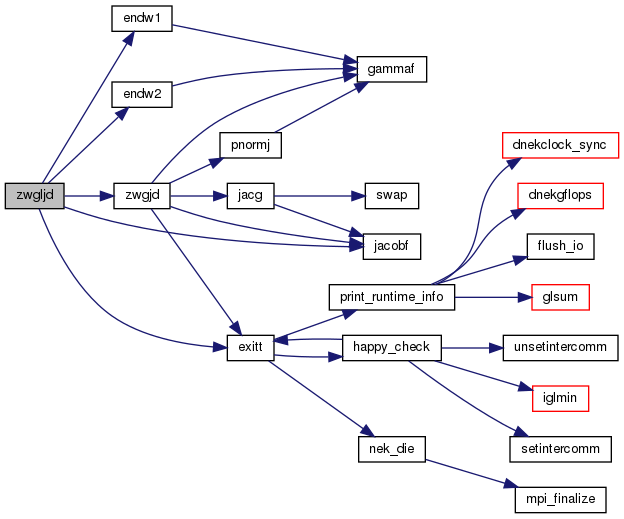 endw1
gammaf
endw2
dnekclock_sync
pnormj
zwgljd
zwgjd
jacg
swap
dnekgflops
jacobf
flush_io
print_runtime_info
glsum
exitt
happy_check
unsetintercomm
iglmin
nek_die
setintercomm
mpi_finalize